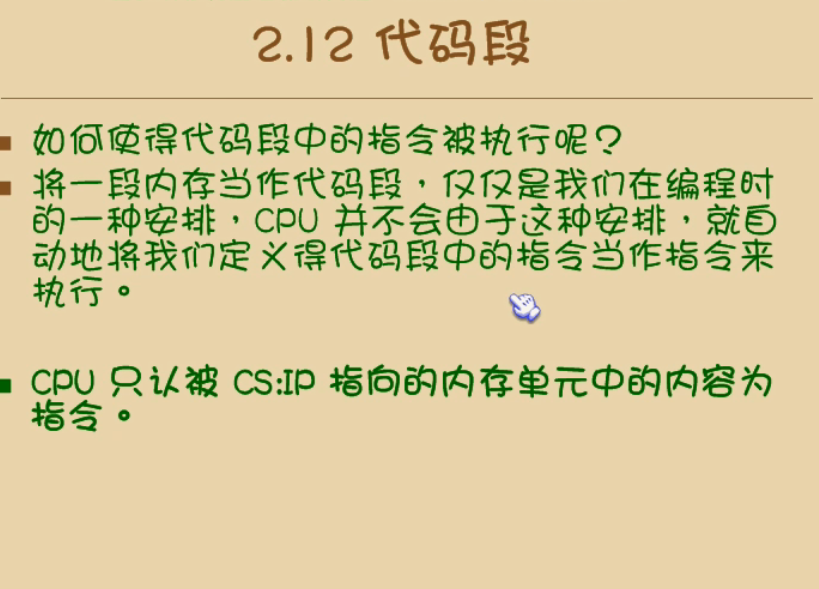 2.12 代码段
如何使得代码段中的指令被执行呢？
将一段内存当作代码段，仅仅是我们在编程时
的一种安排，CPU 并不会由于这种安排，就自
动地将我们定义得代码段中的指令当作指令来
执行。
CPU 只认被 CS:IP 指向的内存单元中的内容为
指令。